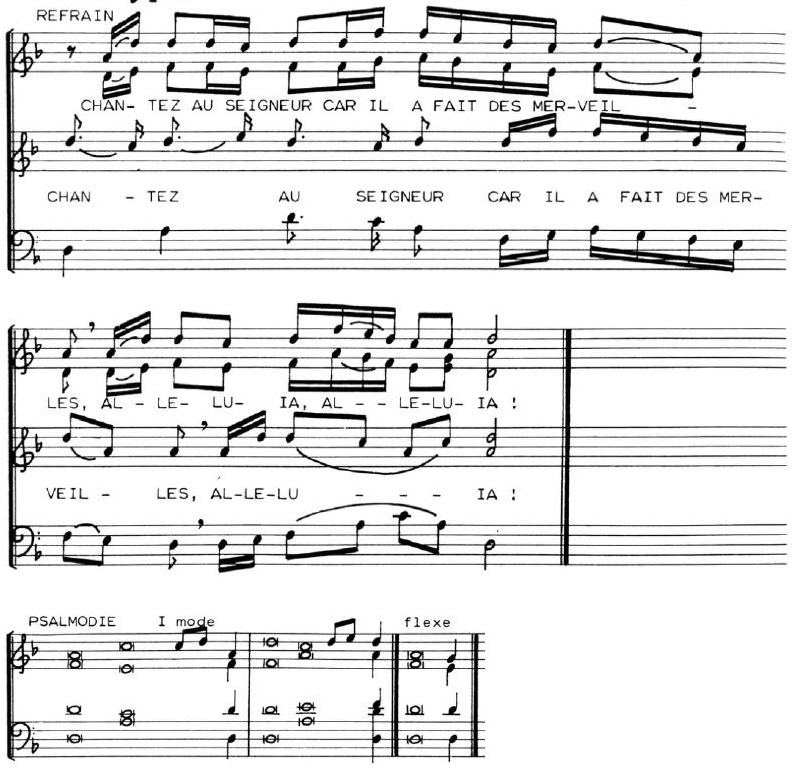 REFRAIN
CHAN- TEZ AU SEIGNEUR CAR IL A FAIT DES MER-VEIL -
CHAN - TEZ AU SEIGNEUR CAR IL A FAIT DES MER-
LES, AL - LE- LU- IA, AL - - LE-LU- IA !
VEIL - LES, AL-LE-LU - - - IA !
PSALMODIE I mode flexe